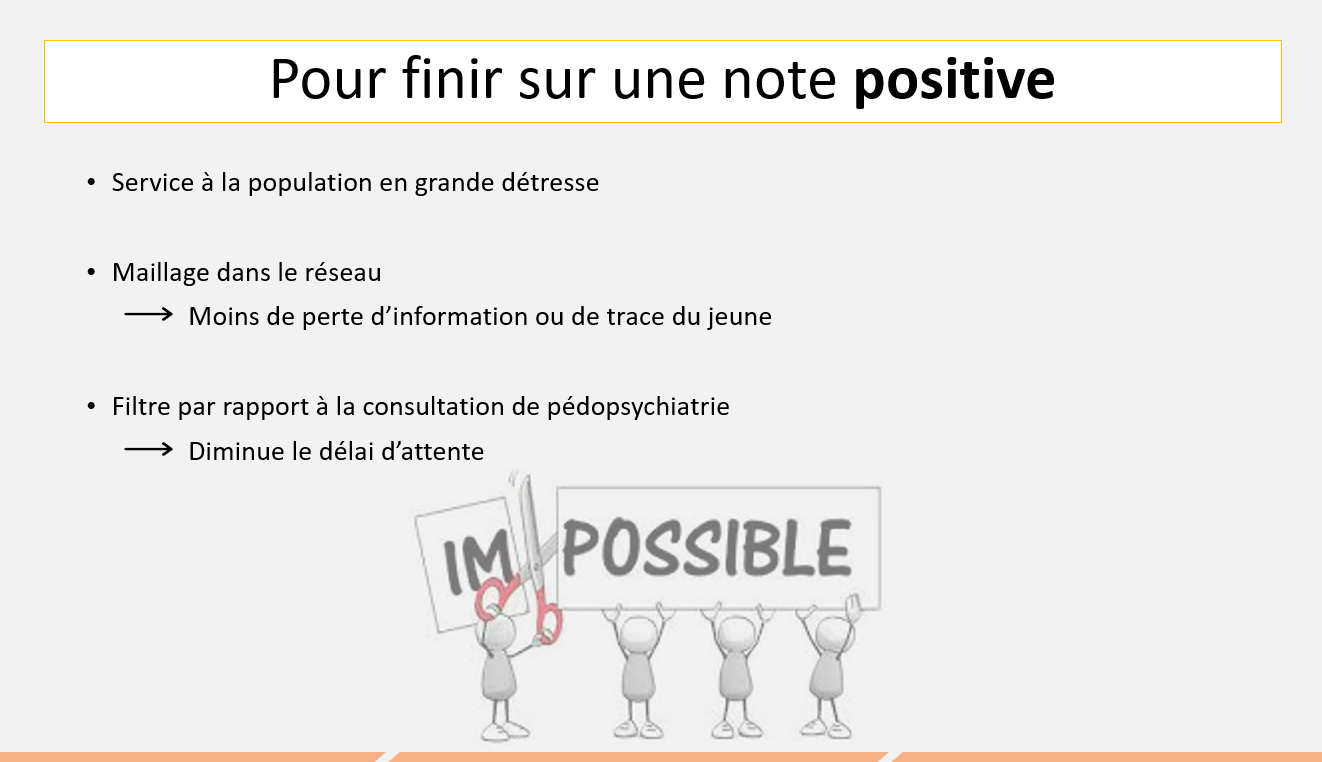 Pour finir sur une note positive
• Service à la population en grande détresse
• Maillage dans le réseau
⟶ Moins de perte d’information ou de trace du jeune
• Filtre par rapport à la consultation de pédopsychiatrie
⟶ Diminue le délai d’attente
IM POSSIBLE